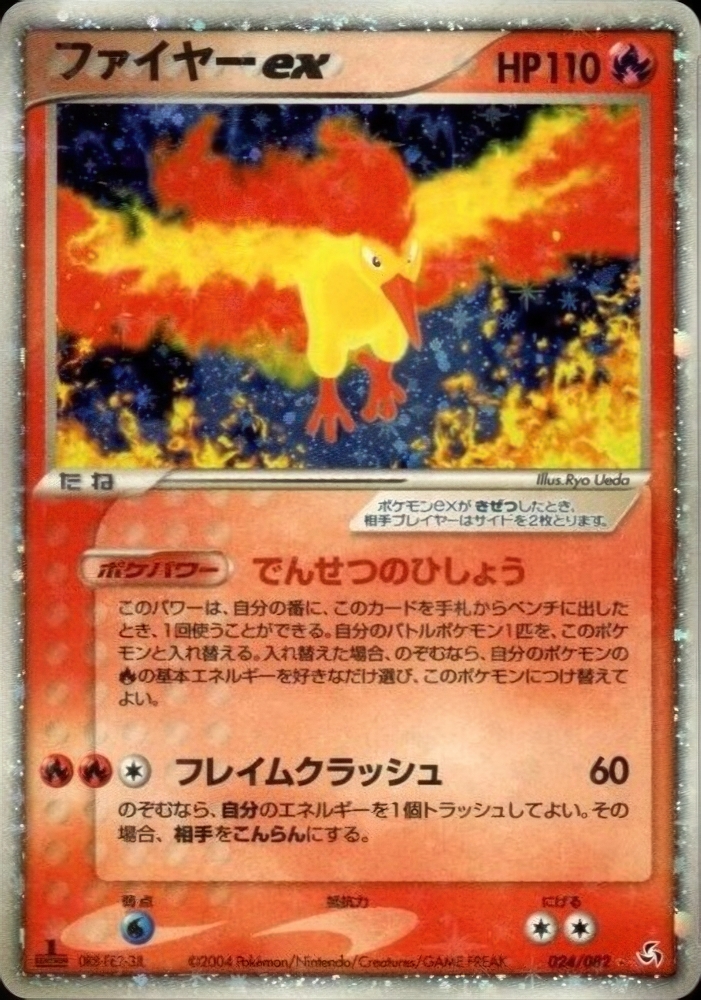 ファイヤーex HP110
たね Illus.Ryo Ueda
ポケモンexがきぜつしたとき、
相手プレイヤーはサイドを2枚とります。
ポケパワー でんせつのひしょう
このパワーは、自分の番に、このカードを手札からベンチに出した
とき、1回使うことができる。自分のバトルポケモン1匹を、このポケ
モンと入れ替える。入れ替えた場合、のぞむなら、自分のポケモンの
の基本エネルギーを好きなだけ選び、このポケモンにつけ替えて
よい。
フレイムクラッシュ 60
のぞむなら、自分のエネルギーを1個トラッシュしてよい。その
場合、相手をこんらんにする。
弱点 抵抗力 にげる
1
EDITION ©2004 Pokémon/Nintendo/Creatures/GAME FREAK 024/082